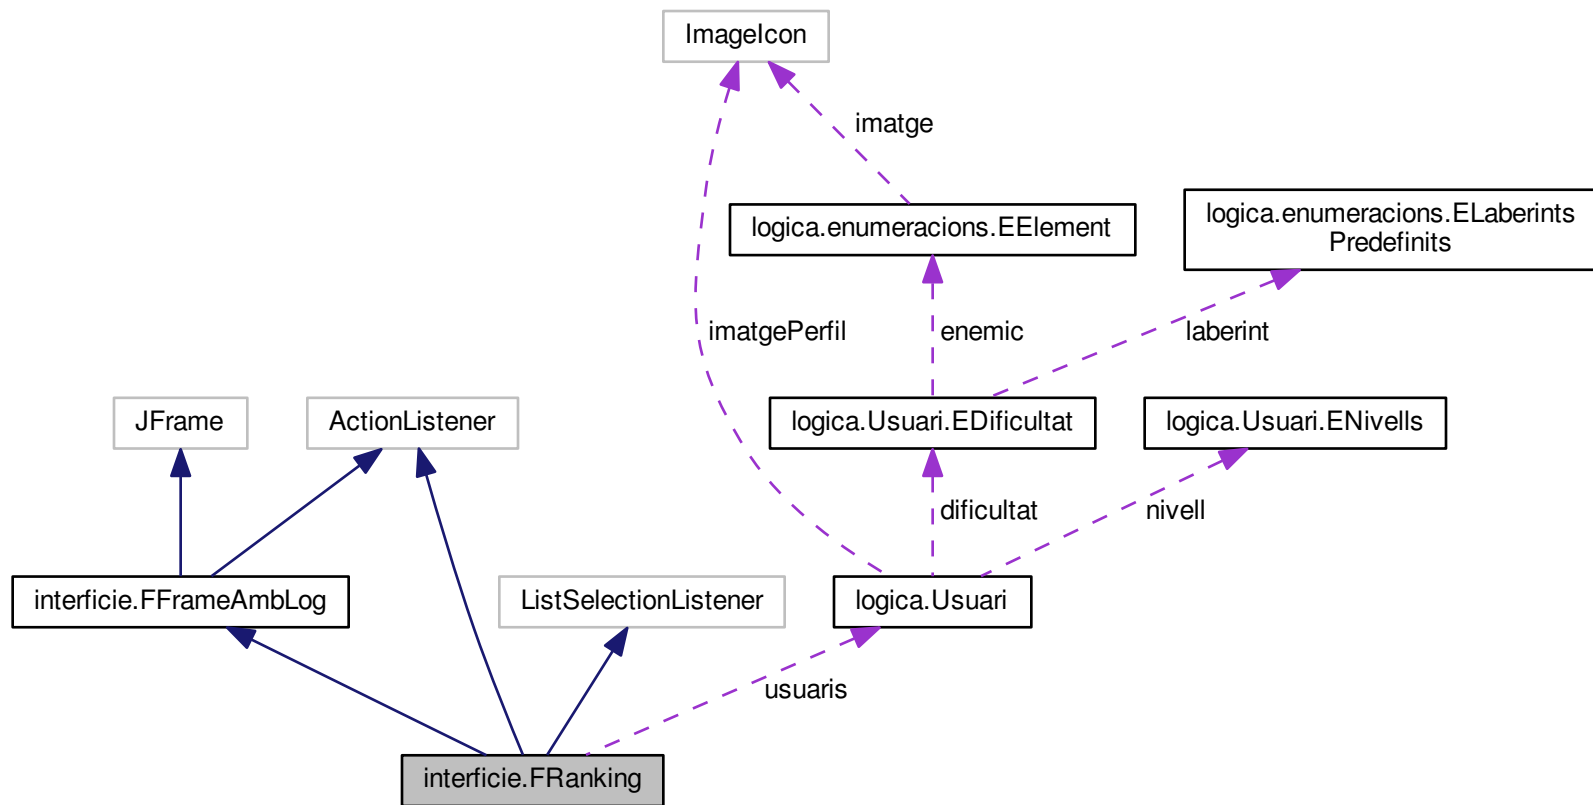 ImageIcon
imatge
logica.enumeracions.EElement
logica.enumeracions.ELaberints
Predefinits
imatgePerfil
enemic
laberint
JFrame
ActionListener
logica.Usuari.EDificultat
logica.Usuari.ENivells
dificultat
nivell
interficie.FFrameAmbLog
ListSelectionListener
logica.Usuari
usuaris
interficie.FRanking